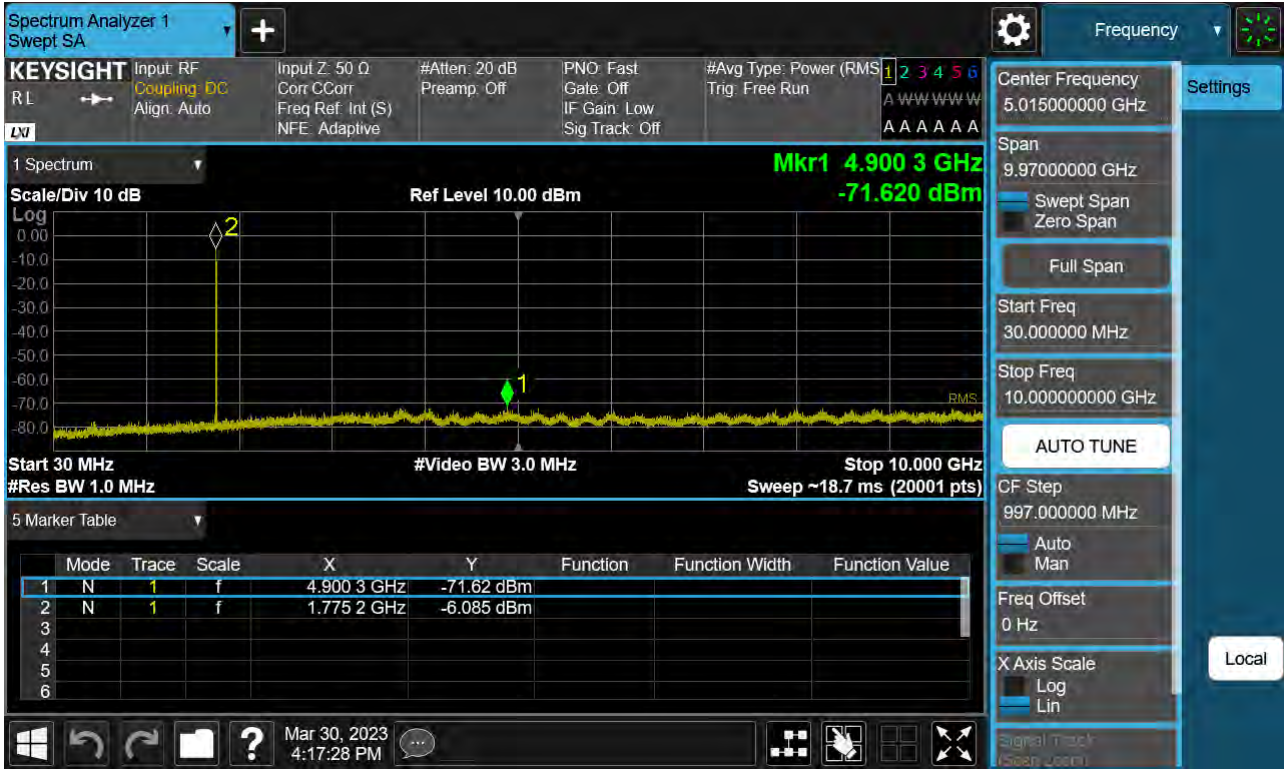 Spectrum Analyzer 1
Swept SA
+
Frequency
KEYSIGHT
RL
LXI
Input: RF
Coupling: DC
Align: Auto
Input Z: 50 Ω
Corr CCorr
Freq Ref: Int (S)
NFE: Adaptive
#Atten: 20 dB
Preamp: Off
PNO: Fast
Gate: Off
IF Gain: Low
Sig Track: Off
#Avg Type: Power (RMS
Trig: Free Run
1 2 3 4 5 6
A W W W W W
A A A A A A
1 Spectrum
Mkr1 4.900 3 GHz
-71.620 dBm
Scale/Div 10 dB
Ref Level 10.00 dBm
Log
0.00
-10.0
-20.0
-30.0
-40.0
-50.0
-60.0
-70.0
-80.0
2
1
RMS
Start 30 MHz
#Video BW 3.0 MHz
Stop 10.000 GHz
#Res BW 1.0 MHz
Sweep ~18.7 ms (20001 pts)
5 Marker Table
Mode Trace Scale X Y Function Function Width Function Value
1 N 1 f 4.900 3 GHz -71.62 dBm
2 N 1 f 1.775 2 GHz -6.085 dBm
3
4
5
6
Center Frequency
5.015000000 GHz
Settings
Span
9.97000000 GHz
Swept Span
Zero Span
Full Span
Start Freq
30.000000 MHz
Stop Freq
10.000000000 GHz
AUTO TUNE
CF Step
997.000000 MHz
Auto
Man
Freq Offset
0 Hz
X Axis Scale
Log
Lin
Local
Signal Track
(Span Zoom)
?
Mar 30, 2023
4:17:28 PM